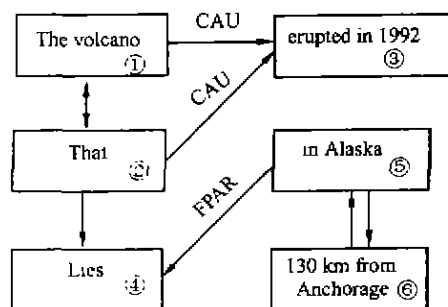 CAU
The volcano
①
erupted in 1992
③
CAU
That
②
in Alaska
⑤
FPAR
Lies
④
130 km from
Anchorage ⑥